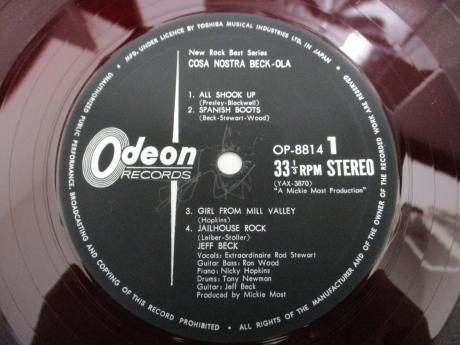 MFD. UNDER LICENCE BY TOSHIBA MUSICAL INDUSTRIES LTD. IN JAPAN •
ALL RIGHTS OF THE MANUFACTURER AND OF THE OWNER OF THE RECORDED WORK ARE RESERVED
UNAUTHORIZED PUBLIC PERFORMANCE, BROADCASTING AND COPYING OF THIS RECORD PROHIBITED •
New Rock Best Series
COSA NOSTRA BECK-OLA
1. ALL SHOOK UP
(Presley-Blackwell)
2. SPANISH BOOTS
(Beck-Stewart-Wood)
Odeon
RECORDS
OP-8814 1
33 1/3 RPM STEREO
(YAX-3870)
"A Mickie Most Production"
3. GIRL FROM MILL VALLEY
(Hopkins)
4. JAILHOUSE ROCK
(Leiber-Stoller)
JEFF BECK
Vocals: Extraordinaire Rod Stewart
Guitar Bass: Ron Wood
Piano: Nicky Hopkins
Drums: Tony Newman
Guitar: Jeff Beck
Produced by Mickie Most